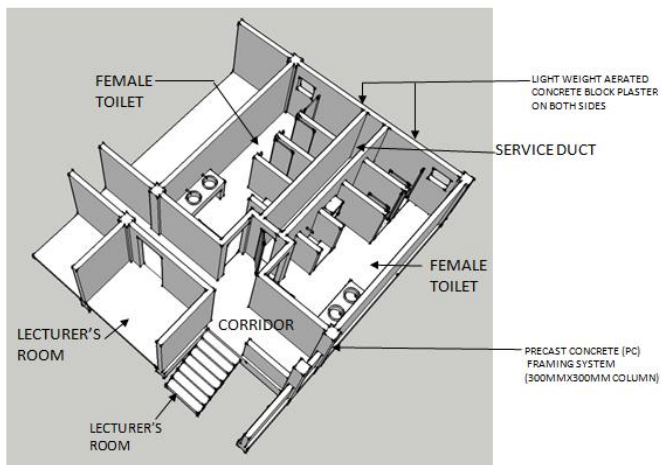 FEMALE
TOILET
LIGHT WEIGHT AERATED
CONCRETE BLOCK PLASTER
ON BOTH SIDES
SERVICE DUCT
FEMALE
TOILET
LECTURER'S
ROOM
CORRIDOR
PRECAST CONCRETE (PC)
FRAMING SYSTEM
(300MMX300MM COLUMN)
LECTURER'S
ROOM